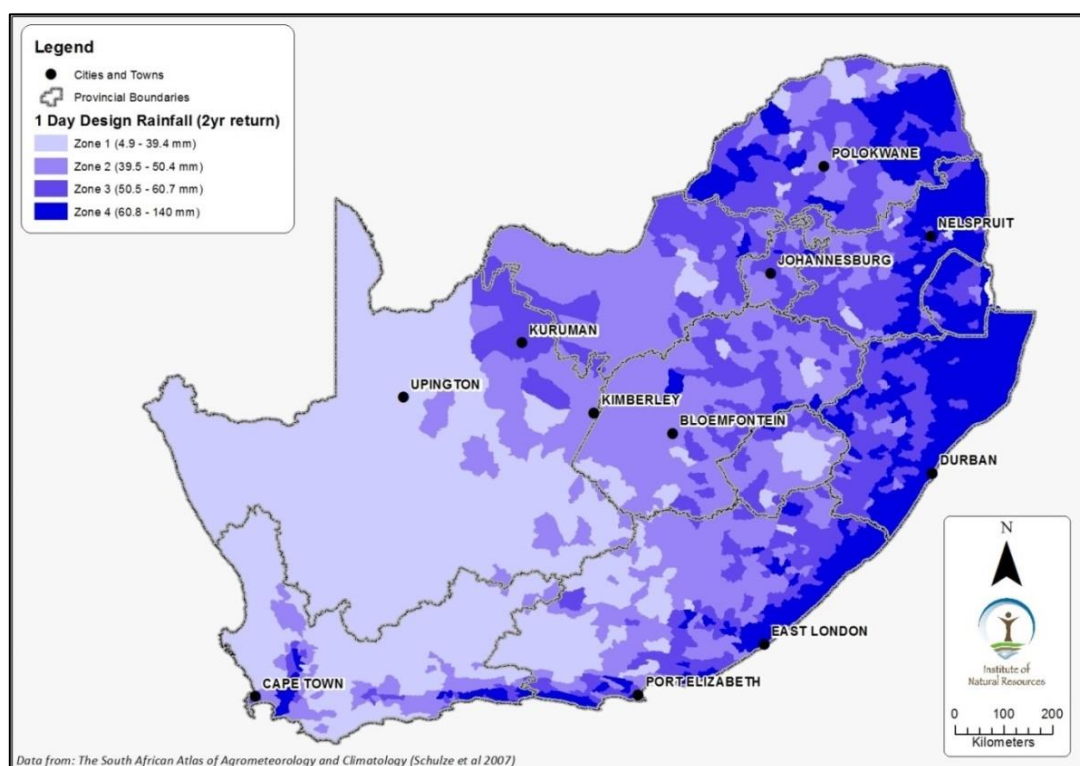 Legend
Cities and Towns
Provincial Boundaries
1 Day Design Rainfall (2yr return)
Zone 1 (4.9 - 39.4 mm)
Zone 2 (39.5 - 50.4 mm)
Zone 3 (50.5 - 60.7 mm)
Zone 4 (60.8 - 140 mm)
POLOKWANE
NELSPRUIT
JOHANNESBURG
KURUMAN
UPINGTON
KIMBERLEY
BLOEMFONTEIN
DURBAN
EAST LONDON
CAPE TOWN
PORT ELIZABETH
N
Institute of
Natural Resources
0 100 200
Kilometers
Data from: The South African Atlas of Agrometeorology and Climatology (Schulze et al 2007)